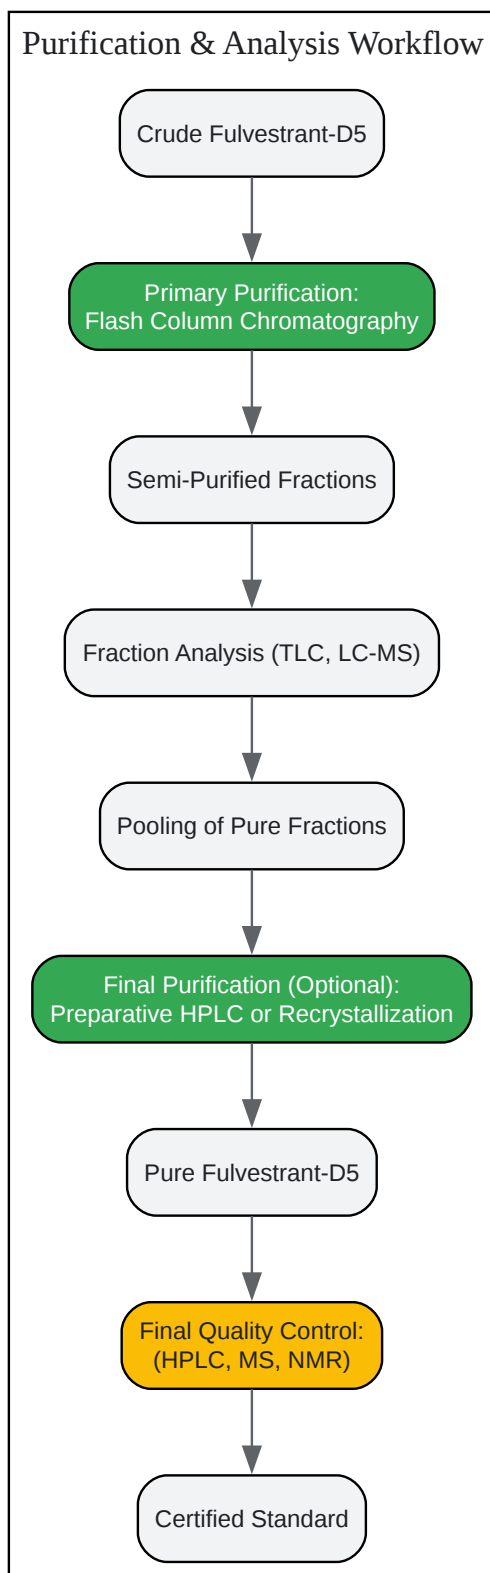 Purification & Analysis Workflow
Crude Fulvestrant-D5
Primary Purification:
Flash Column Chromatography
Semi-Purified Fractions
Fraction Analysis (TLC, LC-MS)
Pooling of Pure Fractions
Final Purification (Optional):
Preparative HPLC or Recrystallization
Pure Fulvestrant-D5
Final Quality Control:
(HPLC, MS, NMR)
Certified Standard